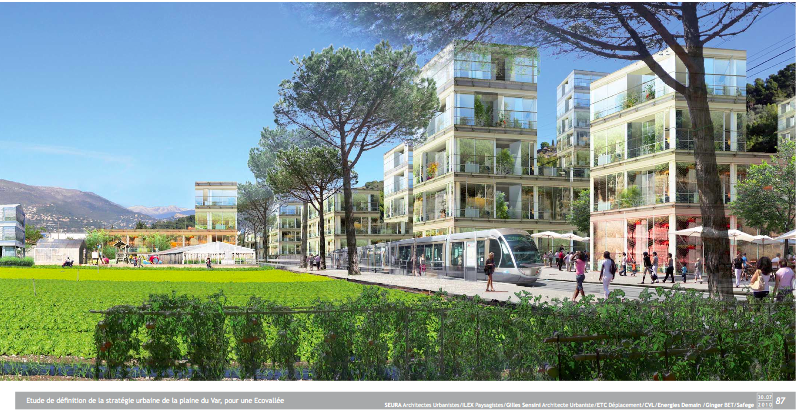 Etude de définition de la stratégie urbaine de la plaine du Var, pour une Ecovallée
SEURA Architectes Urbanistes/ILEX Paysagistes/Gilles Sensini Architecte Urbaniste/ETC Déplacement/CVL/Energies Demain /Ginger BET/Safege
30.07
2010
87